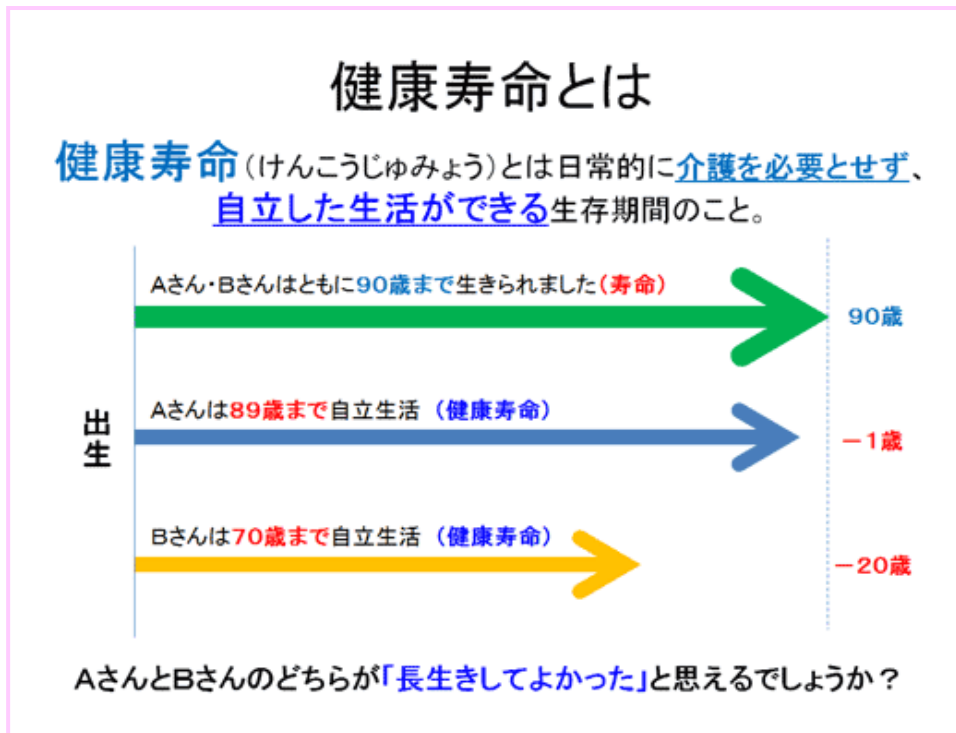 健康寿命とは
健康寿命(けんこうじゅみょう)とは日常的に介護を必要とせず、
自立した生活ができる生存期間のこと。
Aさん・Bさんはともに90歳まで生きられました(寿命)
90歳
Aさんは89歳まで自立生活 (健康寿命)
出生
－1歳
Bさんは70歳まで自立生活 (健康寿命)
－20歳
AさんとBさんのどちらが「長生きしてよかった」と思えるでしょうか？